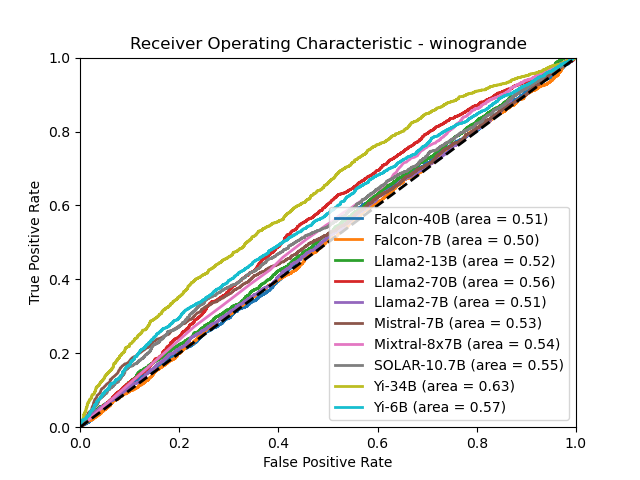 Receiver Operating Characteristic - winogrande
True Positive Rate
1.0
0.8
0.6
0.4
0.2
0.0
Falcon-40B (area = 0.51)
Falcon-7B (area = 0.50)
Llama2-13B (area = 0.52)
Llama2-70B (area = 0.56)
Llama2-7B (area = 0.51)
Mistral-7B (area = 0.53)
Mixtral-8x7B (area = 0.54)
SOLAR-10.7B (area = 0.55)
Yi-34B (area = 0.63)
Yi-6B (area = 0.57)
0.0 0.2 0.4 0.6 0.8 1.0
False Positive Rate